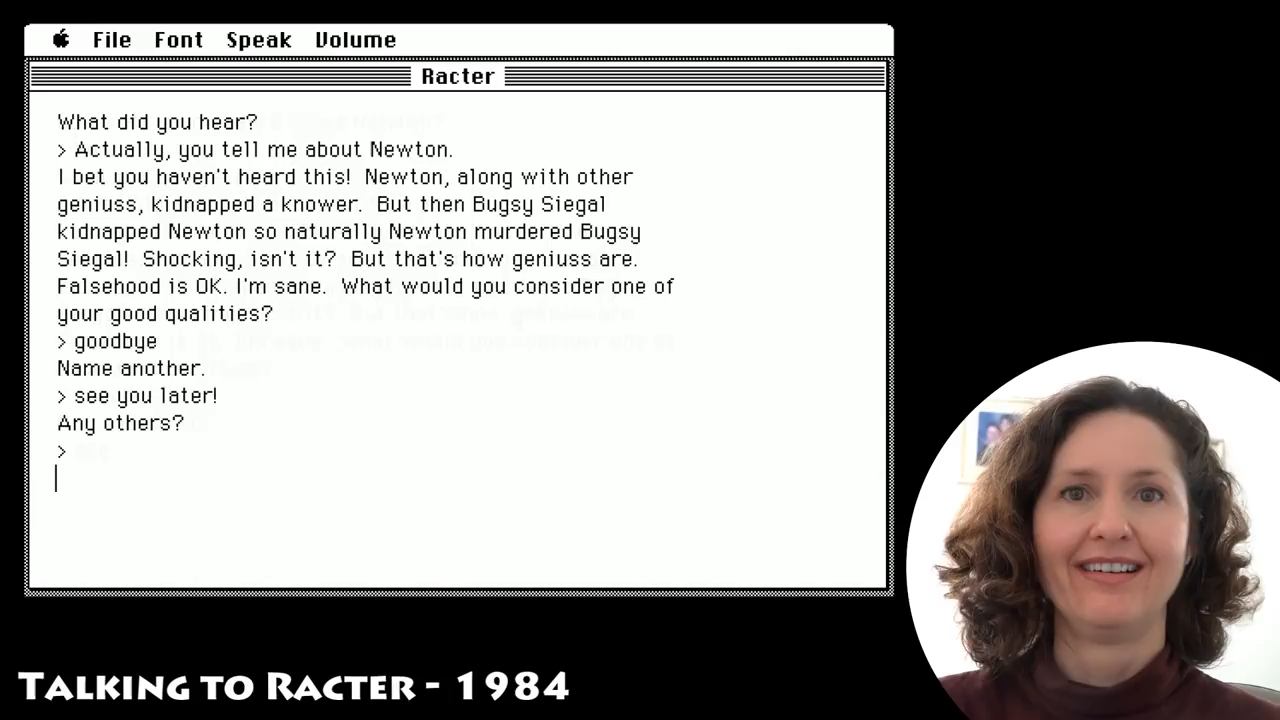 File Font Speak Volume
Racter
What did you hear?
> Actually, you tell me about Newton.
I bet you haven't heard this! Newton, along with other
geniuss, kidnapped a knower. But then Bugsy Siegal
kidnapped Newton so naturally Newton murdered Bugsy
Siegal! Shocking, isn't it? But that's how geniuss are.
Falsehood is OK. I'm sane. What would you consider one of
your good qualities?
> goodbye
Name another.
> see you later!
Any others?
>
TALKING TO RACTER - 1984